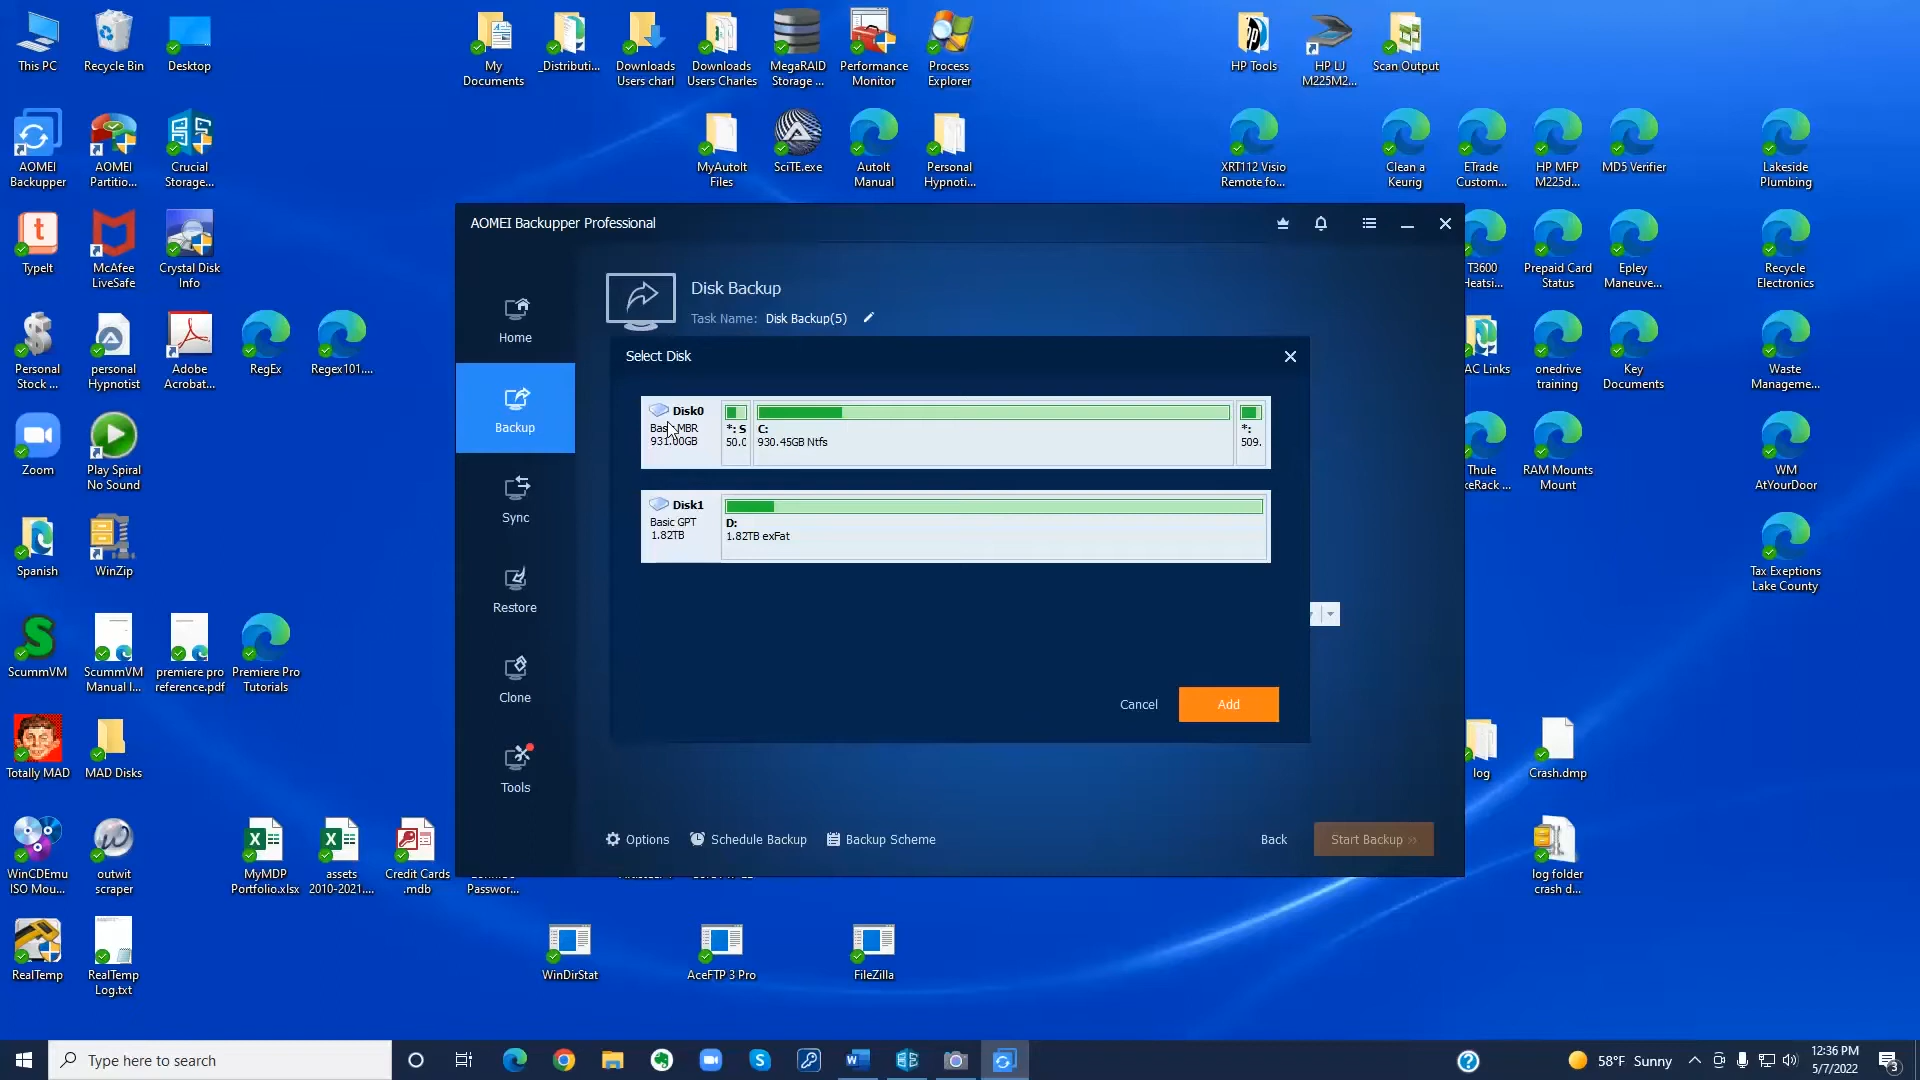 This PC
Recycle Bin
Desktop
My
Documents
_Distributi...
Downloads
Users charl
Downloads
Users Charles
MegaRAID
Storage ...
Performance
Monitor
Process
Explorer
HP Tools
HP LJ
M225M2...
Scan Output
AOMEI
Backupper
AOMEI
Partitio...
Crucial
Storage...
MyAutoIt
Files
SciTE.exe
AutoIt
Manual
Personal
Hypnoti...
XRT112 Visio
Remote fo...
Clean a
Keurig
ETrade
Custom...
HP MFP
M225d...
MD5 Verifier
Lakeside
Plumbing
TypeIt
McAfee
LiveSafe
Crystal Disk
Info
T3600
Heatsi...
Prepaid Card
Status
Epley
Maneuve...
Recycle
Electronics
Personal
Stock ...
personal
Hypnotist
Adobe
Acrobat...
RegEx
Regex101....
AC Links
onedrive
training
Key
Documents
Waste
Manageme...
Zoom
Play Spiral
No Sound
Thule
keRack ...
RAM Mounts
Mount
WM
AtYourDoor
Spanish
WinZip
Tax Exeptions
Lake County
ScummVM
ScummVM
Manual I...
premiere pro
reference.pdf
Premiere Pro
Tutorials
Totally MAD
MAD Disks
log
Crash.dmp
WinCDEmu
ISO Mou...
outwit
scraper
MyMDP
Portfolio.xlsx
assets
2010-2021....
Credit Cards
.mdb
Passwor...
log folder
crash d...
RealTemp
RealTemp
Log.txt
WinDirStat
AceFTP 3 Pro
FileZilla
AOMEI Backupper Professional
Home
Backup
Sync
Restore
Clone
Tools
Disk Backup
Task Name: Disk Backup(5)
Select Disk
Disk0
Basic MBR
931.00GB
*: S
50.0
C:
930.45GB Ntfs
*:
509.
Disk1
Basic GPT
1.82TB
D:
1.82TB exFat
Cancel
Add
Options
Schedule Backup
Backup Scheme
Back
Start Backup »
Type here to search
58°F Sunny
12:36 PM
5/7/2022
3